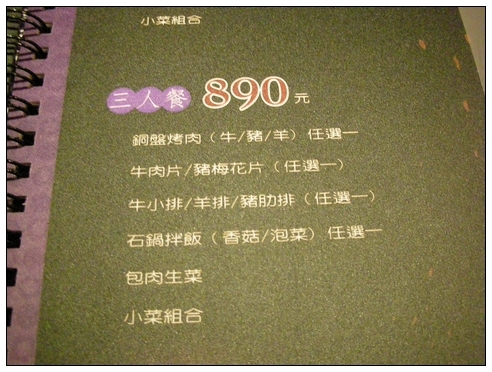 小菜組合
三人餐 890元
銅盤烤肉（牛/豬/羊）任選一
牛肉片/豬梅花片（任選一）
牛小排/羊排/豬肋排（任選一）
石鍋拌飯（香菇/泡菜）任選一
包肉生菜
小菜組合